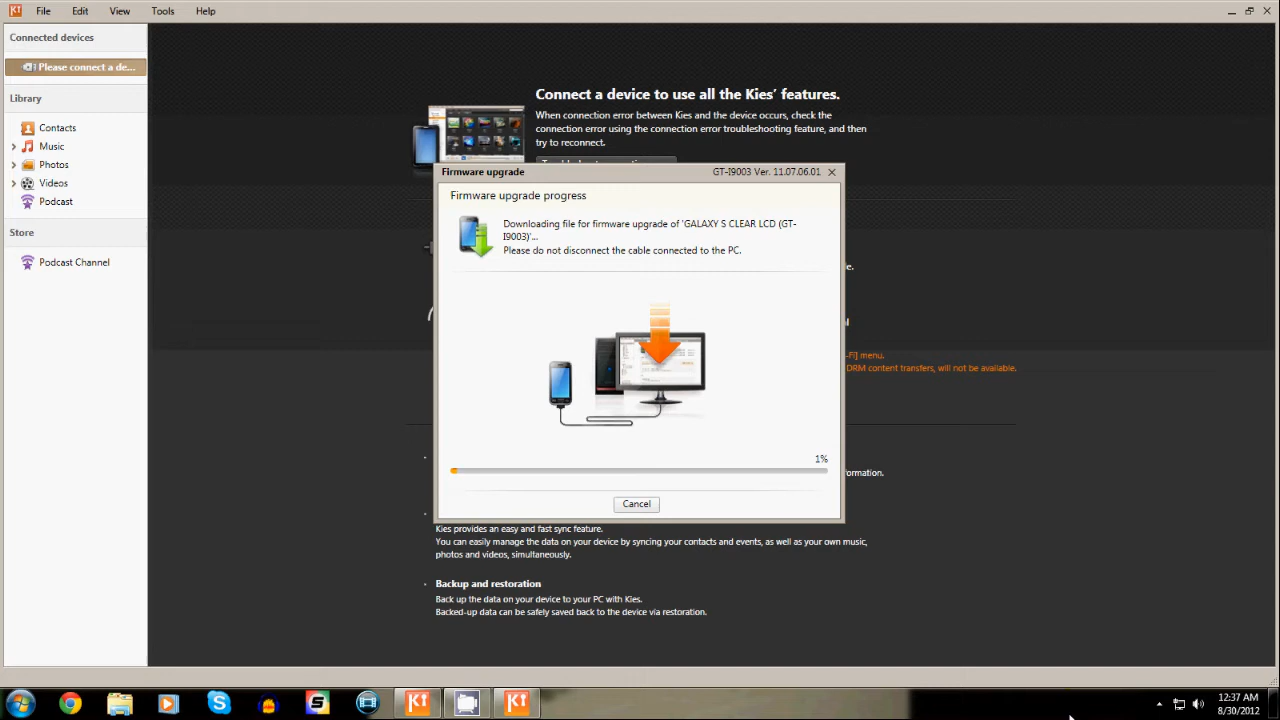 File Edit View Tools Help
Connected devices
Please connect a de...
Library
Contacts
Music
Photos
Videos
Podcast
Store
Podcast Channel
Connect a device to use all the Kies' features.
When connection error between Kies and the device occurs, check the
connection error using the connection error troubleshooting feature, and then
try to reconnect.
Firmware upgrade GT-I9003 Ver. 11.07.06.01
Firmware upgrade progress
Downloading file for firmware upgrade of 'GALAXY S CLEAR LCD (GT-
I9003)'...
Please do not disconnect the cable connected to the PC.
1%
Cancel
-Fi] menu.
DRM content transfers, will not be available.
ormation.
Kies provides an easy and fast sync feature.
You can easily manage the data on your device by syncing your contacts and events, as well as your own music,
photos and videos, simultaneously.
Backup and restoration
Back up the data on your device to your PC with Kies.
Backed-up data can be safely saved back to the device via restoration.
12:37 AM
8/30/2012